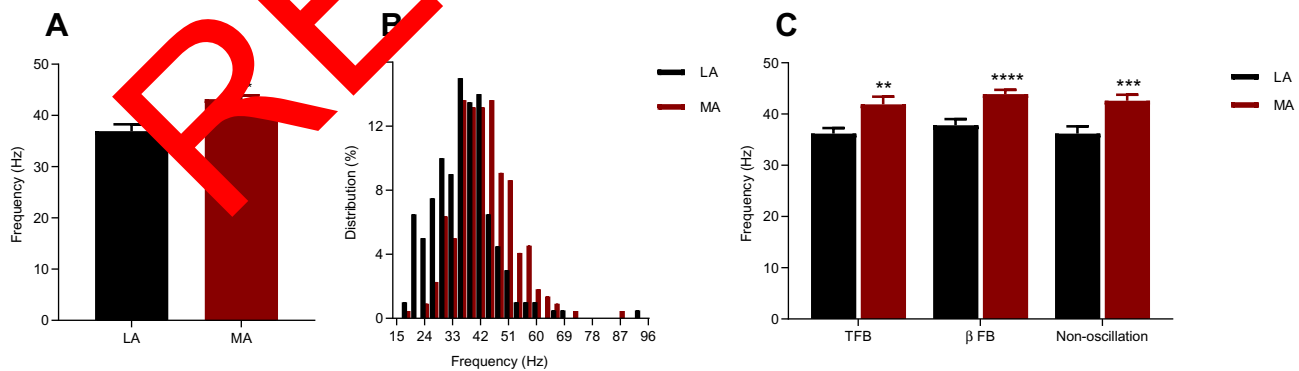 A
B
C
RE
Frequency (Hz)
50
40
30
20
10
0
LA
MA
Distribution (%)
12
8
4
0
15 24 33 42 51 60 69 78 87 96
Frequency (Hz)
LA
MA
Frequency (Hz)
50
40
30
20
10
0
**
****
***
TFB
β FB
Non-oscillation
LA
MA